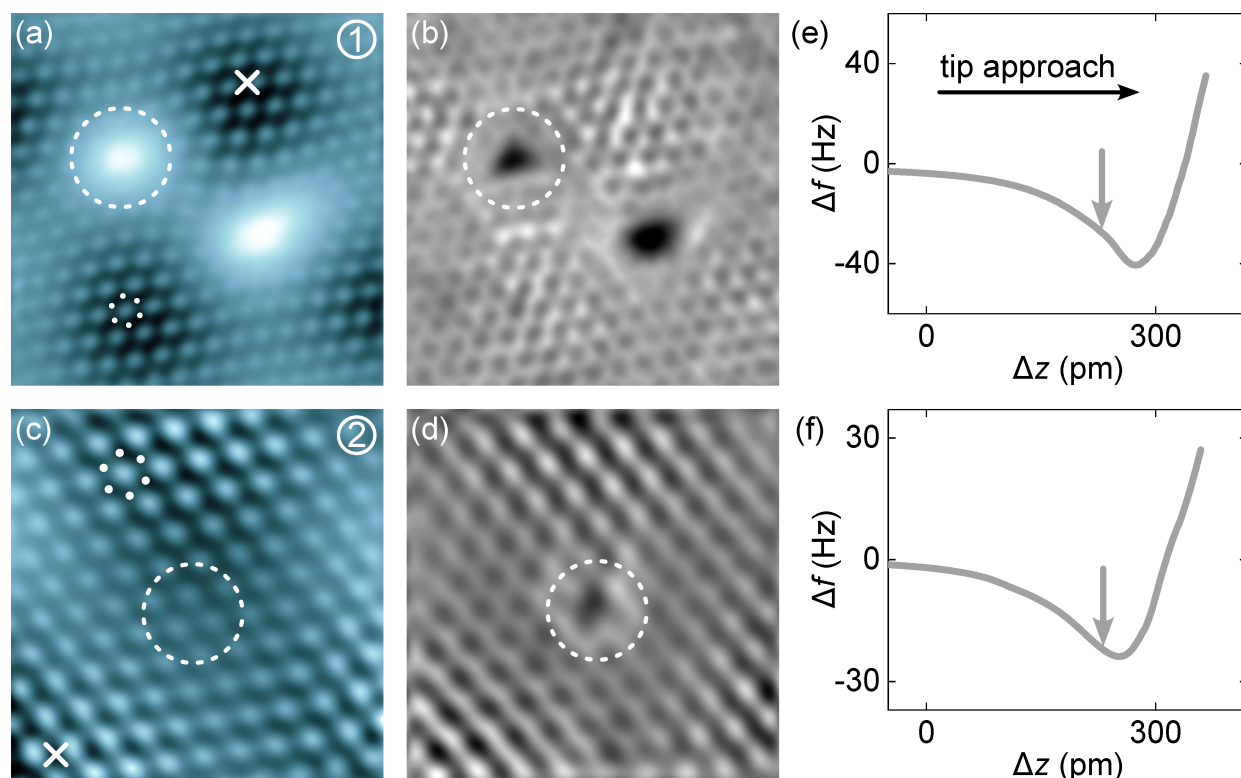 (a)
①
(b)
(e)
tip approach
40
0
-40
Δf (Hz)
0
300
Δz (pm)
(c)
②
(d)
(f)
30
0
-30
Δf (Hz)
0
300
Δz (pm)